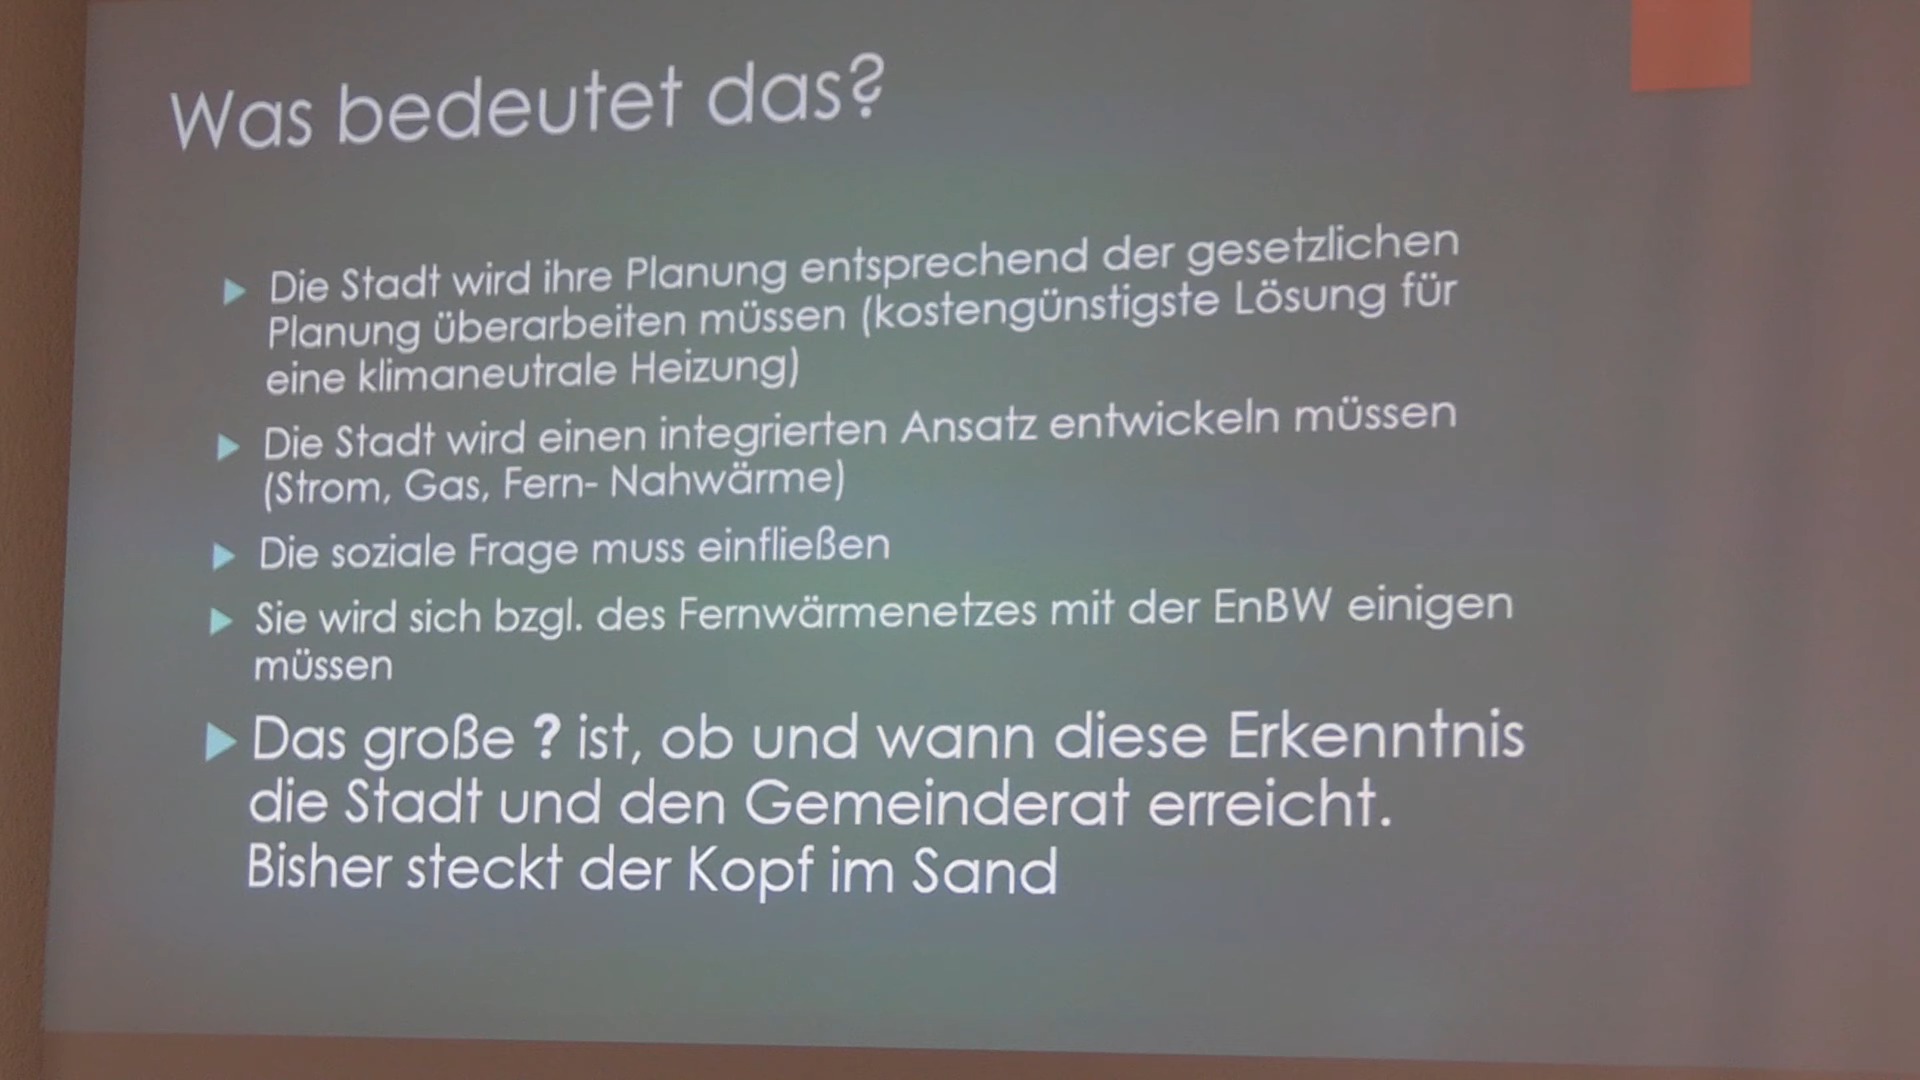 Was bedeutet das?
Die Stadt wird ihre Planung entsprechend der gesetzlichen
Planung überarbeiten müssen (kostengünstigste Lösung für
eine klimaneutrale Heizung)
Die Stadt wird einen integrierten Ansatz entwickeln müssen
(Strom, Gas, Fern- Nahwärme)
Die soziale Frage muss einfließen
Sie wird sich bzgl. des Fernwärmenetzes mit der EnBW einigen
müssen
Das große ? ist, ob und wann diese Erkenntnis
die Stadt und den Gemeinderat erreicht.
Bisher steckt der Kopf im Sand